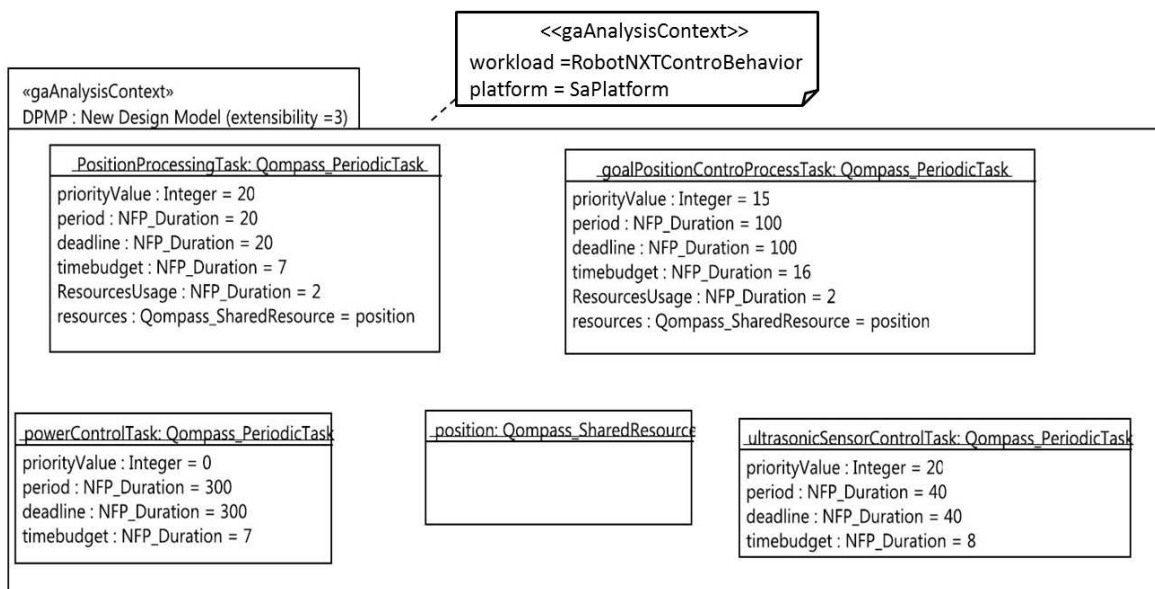 <<gaAnalysisContext>>
workload =RobotNXTControBehavior
platform = SaPlatform
«gaAnalysisContext»
DPMP : New Design Model (extensibility =3)
PositionProcessingTask: Qompass_PeriodicTask
priorityValue : Integer = 20
period : NFP_Duration = 20
deadline : NFP_Duration = 20
timebudget : NFP_Duration = 7
ResourcesUsage : NFP_Duration = 2
resources : Qompass_SharedResource = position
goalPositionControProcessTask: Qompass_PeriodicTask
priorityValue : Integer = 15
period : NFP_Duration = 100
deadline : NFP_Duration = 100
timebudget : NFP_Duration = 16
ResourcesUsage : NFP_Duration = 2
resources : Qompass_SharedResource = position
powerControlTask: Qompass_PeriodicTask
priorityValue : Integer = 0
period : NFP_Duration = 300
deadline : NFP_Duration = 300
timebudget : NFP_Duration = 7
position: Qompass_SharedResource
ultrasonicSensorControlTask: Qompass_PeriodicTask
priorityValue : Integer = 20
period : NFP_Duration = 40
deadline : NFP_Duration = 40
timebudget : NFP_Duration = 8